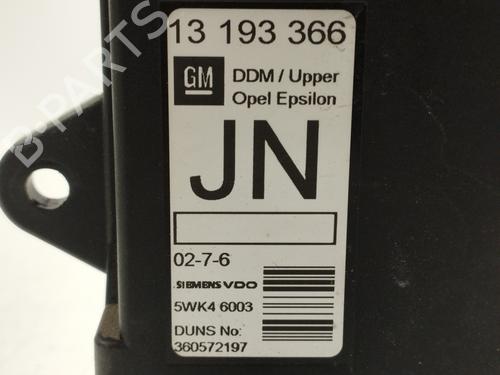 13 193 366
GM
DDM / Upper
Opel Epsilon
JN
02-7-6
SIEMENS VDO
5WK4 6003
DUNS No:
360572197
B-PARTS